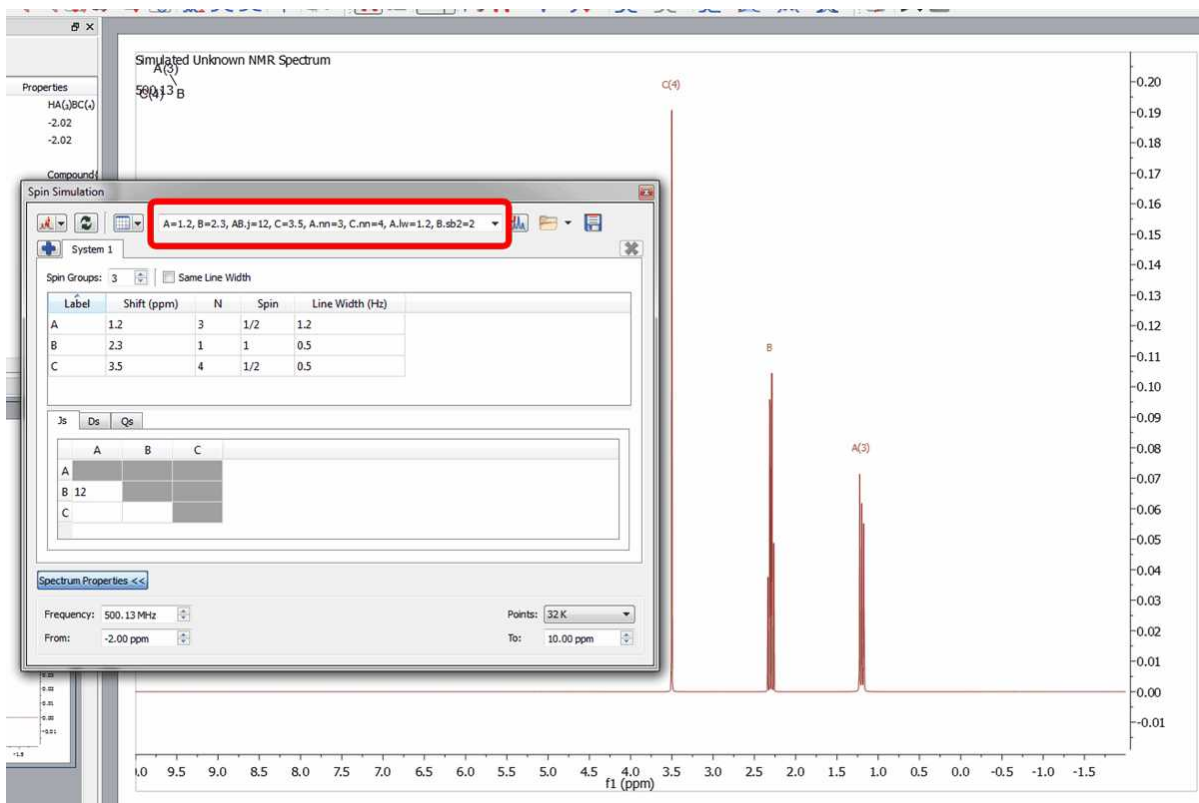 Properties
HA(₃)BC(₄)
-2.02
-2.02
Compound(
Simulated Unknown NMR Spectrum
A(3)
500.13
C(4) B
Spin Simulation
A=1.2, B=2.3, AB.j=12, C=3.5, A.nn=3, C.nn=4, A.lw=1.2, B.sb2=2
System 1
Spin Groups: 3 Same Line Width
Label Shift (ppm) N Spin Line Width (Hz)
A 1.2 3 1/2 1.2
B 2.3 1 1 0.5
C 3.5 4 1/2 0.5
Js Ds Qs
A B C
A
B 12
C
Spectrum Properties <<
Frequency: 500.13 MHz Points: 32 K
From: -2.00 ppm To: 10.00 ppm
C(4)
B
A(3)
0.20
0.19
0.18
0.17
0.16
0.15
0.14
0.13
0.12
0.11
0.10
0.09
0.08
0.07
0.06
0.05
0.04
0.03
0.02
0.01
0.00
-0.01
.0 9.5 9.0 8.5 8.0 7.5 7.0 6.5 6.0 5.5 5.0 4.5 4.0 3.5 3.0 2.5 2.0 1.5 1.0 0.5 0.0 -0.5 -1.0 -1.5
f1 (ppm)